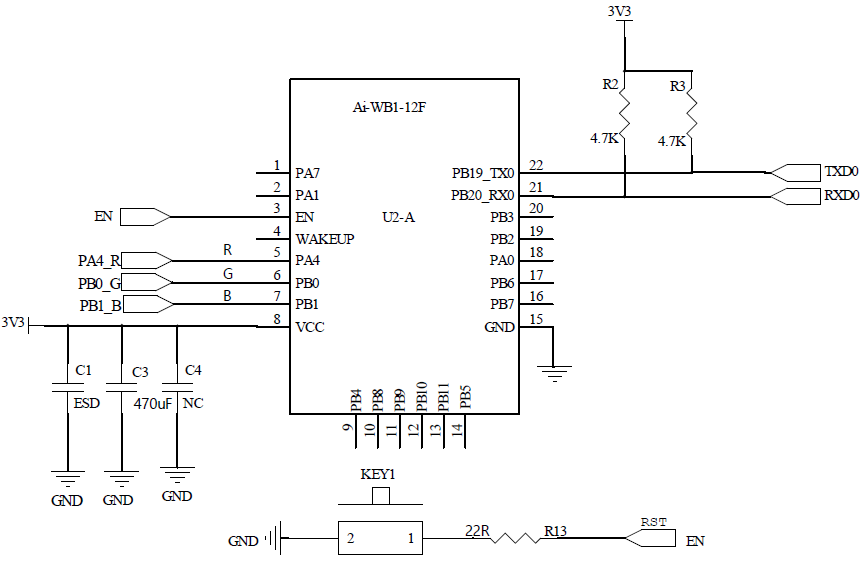 3V3
R2
R3
4.7K
4.7K
Ai-WB1-12F
U2-A
1 PA7
2 PA1
EN 3 EN
4 WAKEUP
PA4_R R 5 PA4
PB0_G G 6 PB0
PB1_B B 7 PB1
3V3 8 VCC
PB19_TX0 22 TXD0
PB20_RX0 21 RXD0
PB3 20
PB2 19
PA0 18
PB6 17
PB7 16
GND 15
C1
ESD
C3
470uF
C4
NC
GND
GND
GND
PB4
PB8
PB9
PB10
PB11
PB5
9
10
11
12
13
14
KEY1
GND 2 1 22R R13 RST EN